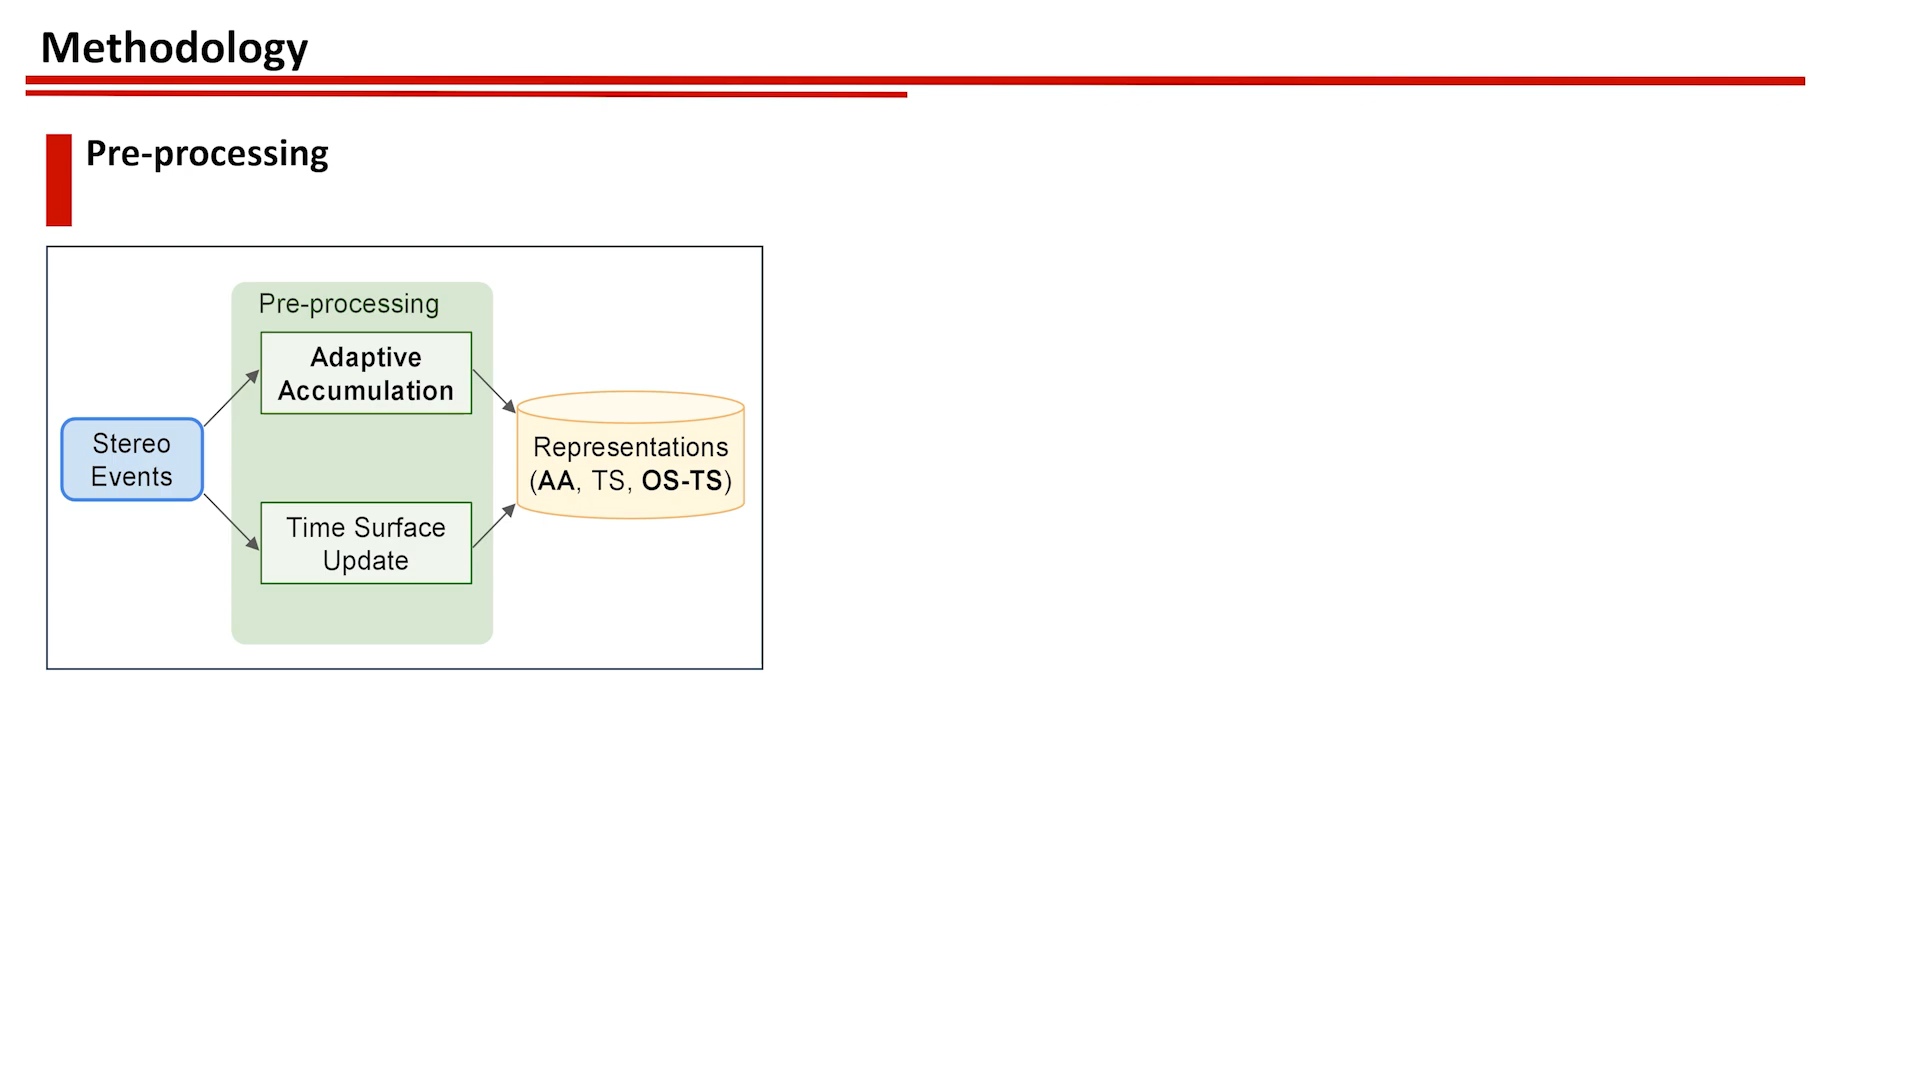 Methodology
Pre-processing
Pre-processing
Adaptive
Accumulation
Stereo
Events
Representations
(AA, TS, OS-TS)
Time Surface
Update